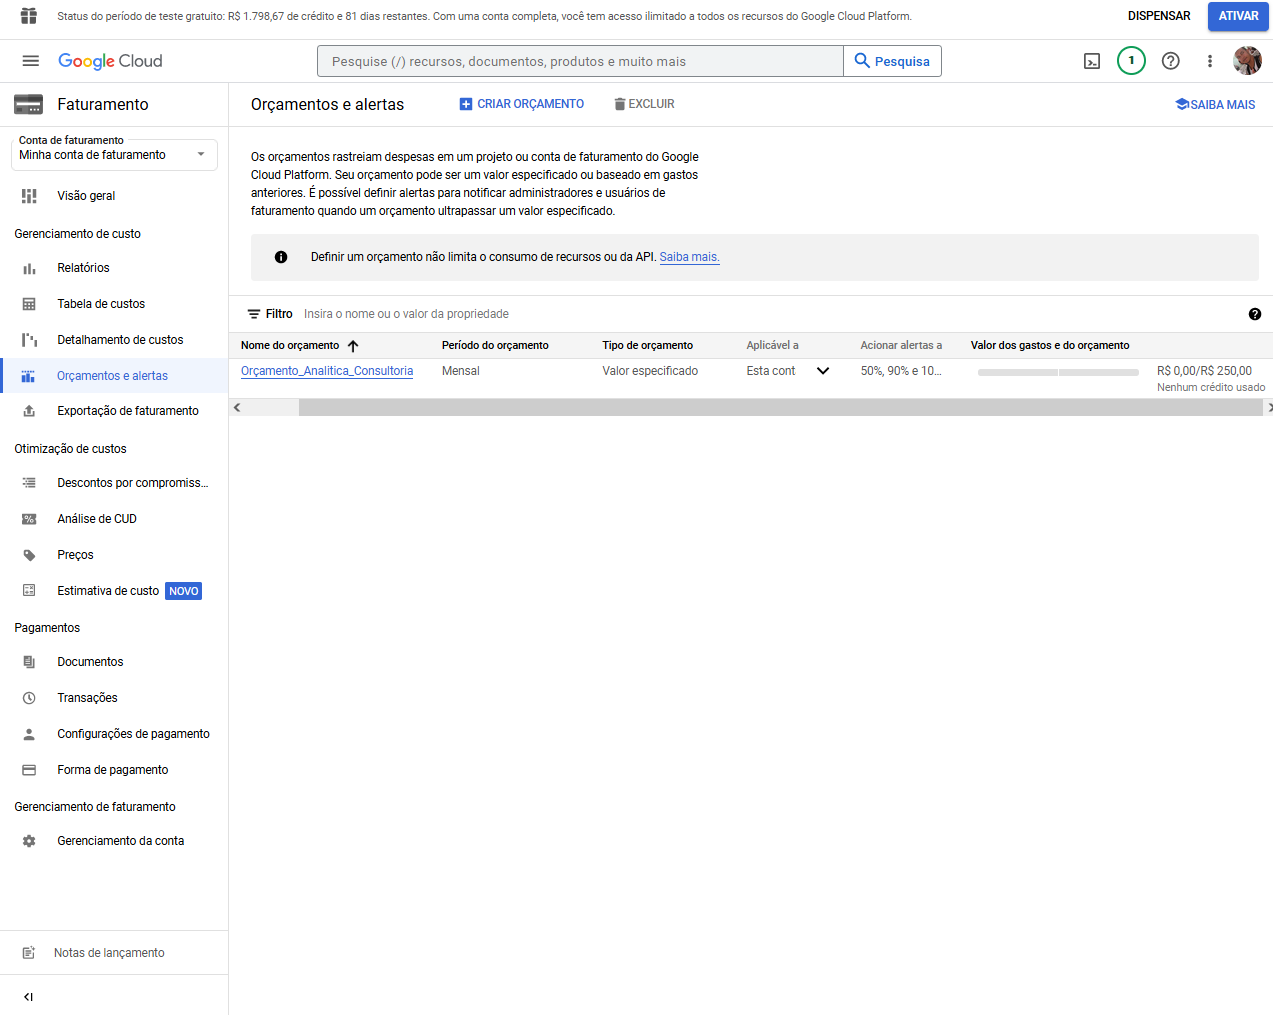 Status do período de teste gratuito: R$ 1.798,67 de crédito e 81 dias restantes. Com uma conta completa, você tem acesso ilimitado a todos os recursos do Google Cloud Platform.
DISPENSAR
ATIVAR
Google Cloud
Pesquise (/) recursos, documentos, produtos e muito mais
Pesquisa
1
Faturamento
Orçamentos e alertas
CRIAR ORÇAMENTO
EXCLUIR
SAIBA MAIS
Conta de faturamento
Minha conta de faturamento
Visão geral
Gerenciamento de custo
Relatórios
Tabela de custos
Detalhamento de custos
Orçamentos e alertas
Exportação de faturamento
Otimização de custos
Descontos por compromiss...
Análise de CUD
Preços
Estimativa de custo NOVO
Pagamentos
Documentos
Transações
Configurações de pagamento
Forma de pagamento
Gerenciamento de faturamento
Gerenciamento da conta
Notas de lançamento
Os orçamentos rastreiam despesas em um projeto ou conta de faturamento do Google
Cloud Platform. Seu orçamento pode ser um valor especificado ou baseado em gastos
anteriores. É possível definir alertas para notificar administradores e usuários de
faturamento quando um orçamento ultrapassar um valor especificado.
Definir um orçamento não limita o consumo de recursos ou da API. Saiba mais.
Filtro Insira o nome ou o valor da propriedade
Nome do orçamento Período do orçamento Tipo de orçamento Aplicável a Acionar alertas a Valor dos gastos e do orçamento
Orçamento_Analitica_Consultoria Mensal Valor especificado Esta cont 50%, 90% e 10... R$ 0,00/R$ 250,00
Nenhum crédito usado